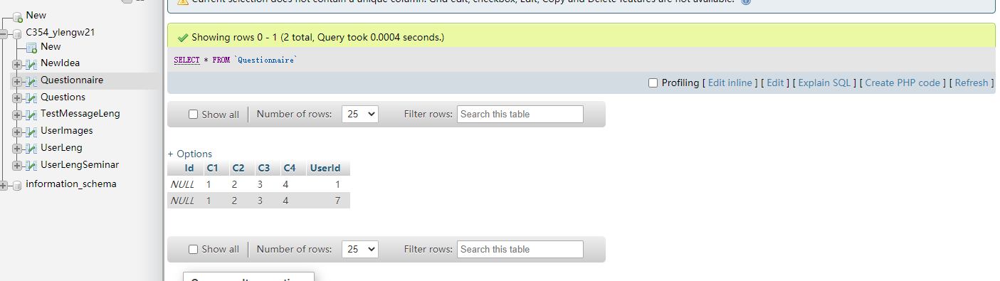 Current selection does not contain a unique column. Grid edit, checkbox, Edit, Copy and Delete features are not available.
New
C354_ylengw21
New
NewIdea
Questionnaire
Questions
TestMessageLeng
UserImages
UserLeng
UserLengSeminar
information_schema
Showing rows 0 - 1 (2 total, Query took 0.0004 seconds.)
SELECT * FROM `Questionnaire`
Profiling [ Edit inline ] [ Edit ] [ Explain SQL ] [ Create PHP code ] [ Refresh ]
Show all Number of rows: 25 Filter rows: Search this table
+ Options
Id C1 C2 C3 C4 UserId
NULL 1 2 3 4 1
NULL 1 2 3 4 7
Show all Number of rows: 25 Filter rows: Search this table